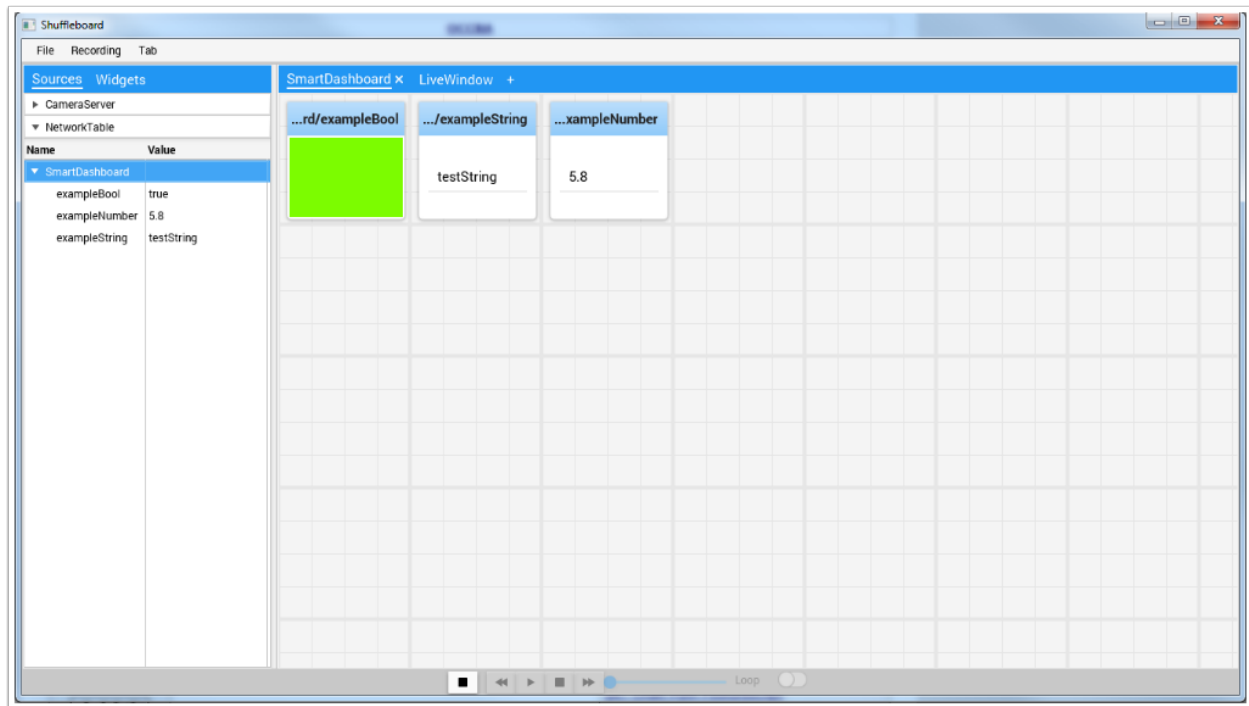 Shuffleboard
File Recording Tab
Sources Widgets
SmartDashboard × LiveWindow +
CameraServer
NetworkTable
Name Value
SmartDashboard
exampleBool true
exampleNumber 5.8
exampleString testString
...rd/exampleBool .../exampleString ...xampleNumber
testString 5.8
Loop